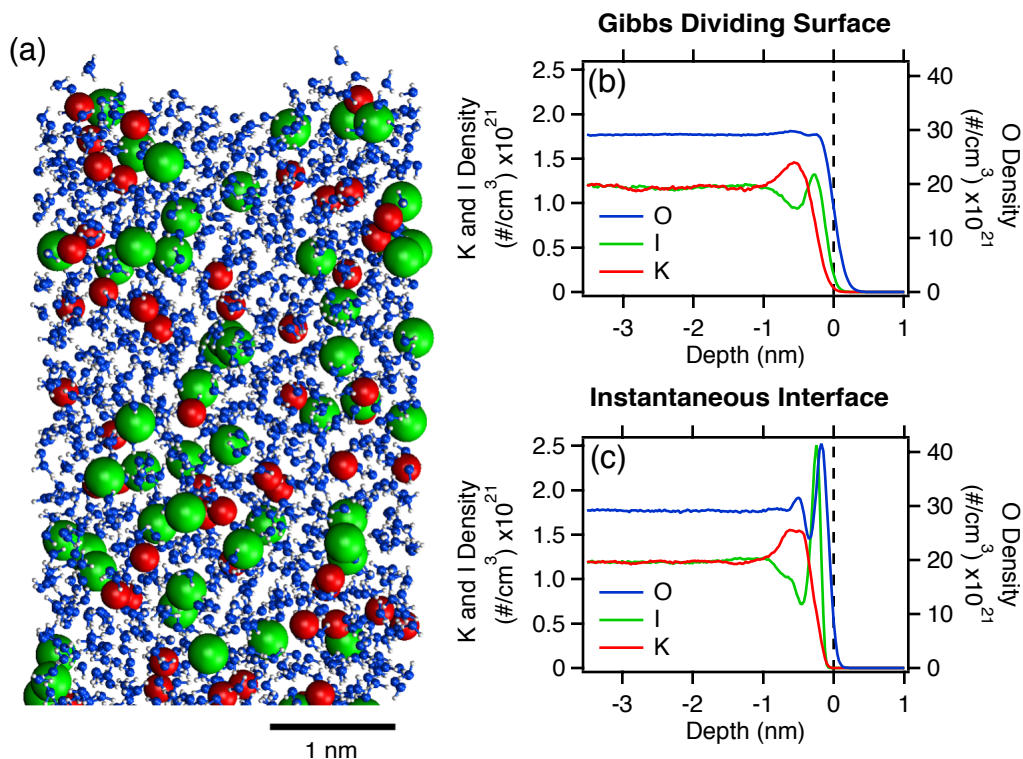 (a)
1 nm
Gibbs Dividing Surface
(b)
K and I Density
(#/cm³) x10²¹
2.5
2.0
1.5
1.0
0.5
0
O
I
K
40
30
20
10
0
O Density
(#/cm³) x10²¹
-3 -2 -1 0 1
Depth (nm)
Instantaneous Interface
(c)
K and I Density
(#/cm³) x10²¹
2.5
2.0
1.5
1.0
0.5
0
O
I
K
40
30
20
10
0
O Density
(#/cm³) x10²¹
-3 -2 -1 0 1
Depth (nm)